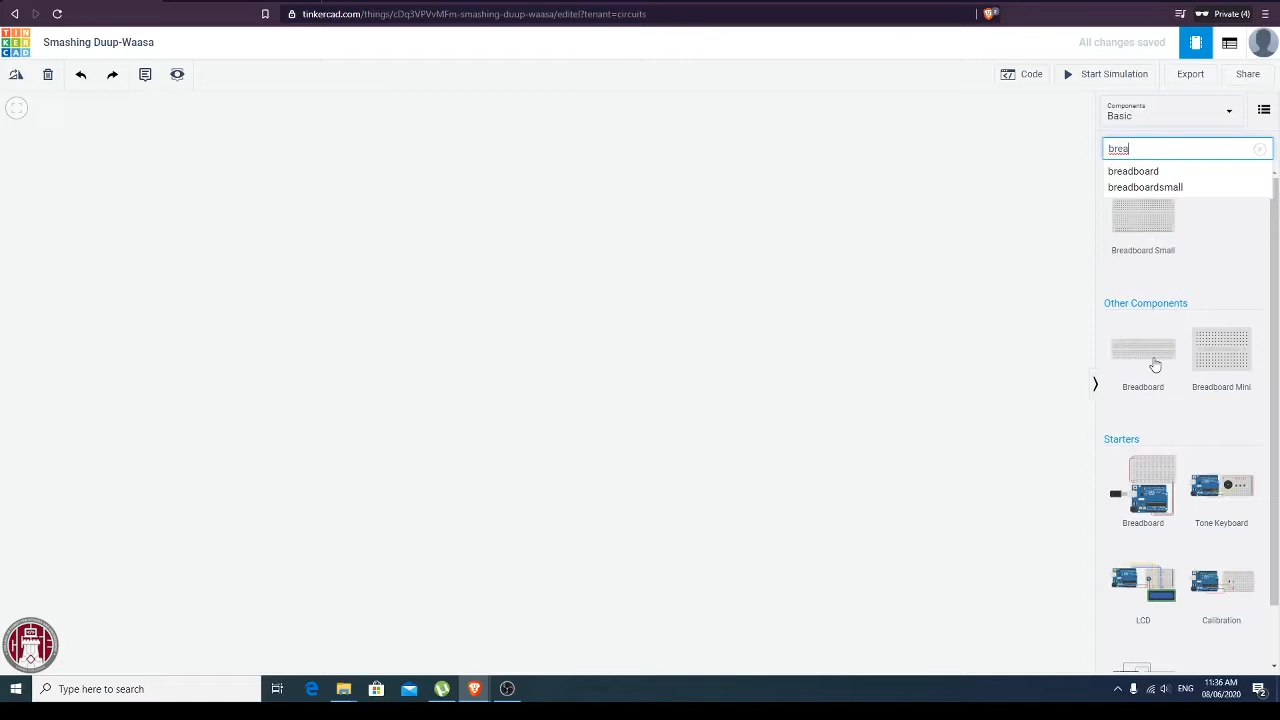 tinkercad.com/things/cDq3VPVvMFm-smashing-duup-waasa/editel?tenant=circuits
2
Private (4)
TIN
KER
CAD
Smashing Duup-Waasa
All changes saved
Code
Start Simulation
Export
Share
Components
Basic
brea
breadboard
breadboardsmall
Breadboard Small
Other Components
Breadboard
Breadboard Mini
Starters
Breadboard
Tone Keyboard
LCD
Calibration
Type here to search
ENG
11:36 AM
08/06/2020
2